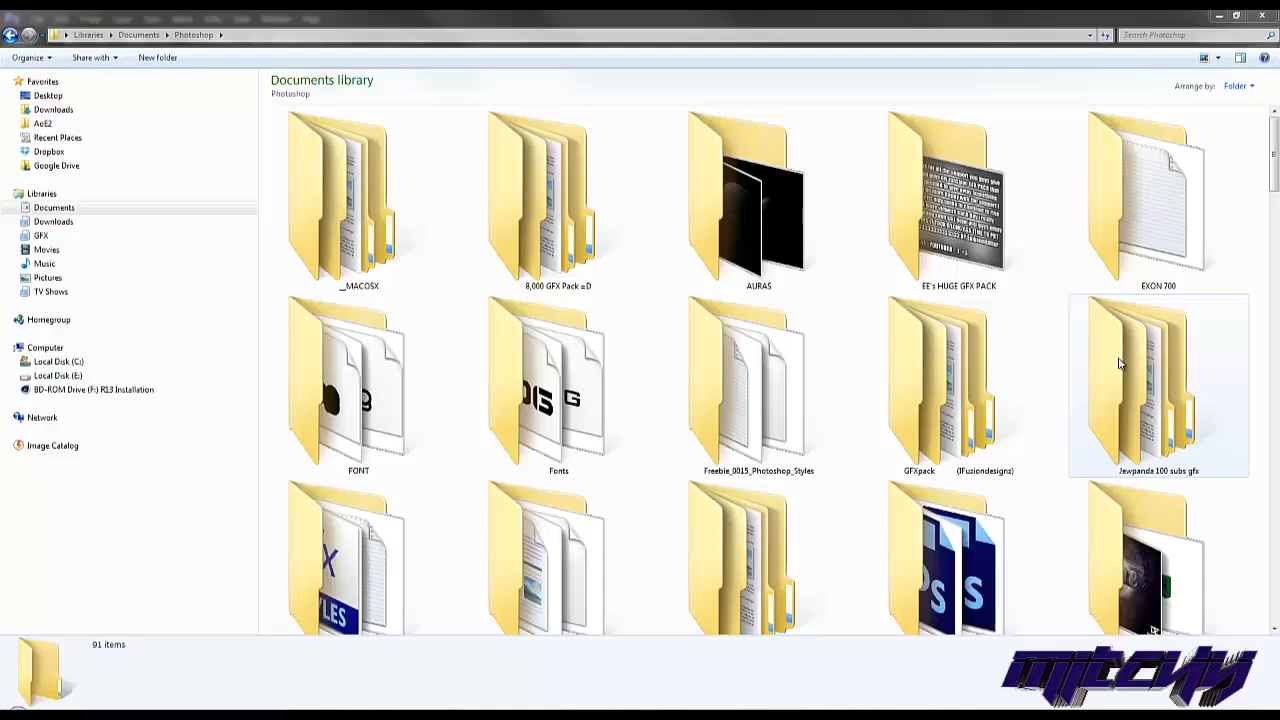 Libraries Documents Photoshop
Search Photoshop
Organize Share with New folder
Favorites
Desktop
Downloads
AoE2
Recent Places
Dropbox
Google Drive
Libraries
Documents
Downloads
GFX
Movies
Music
Pictures
TV Shows
Homegroup
Computer
Local Disk (C:)
Local Disk (E:)
BD-ROM Drive (F:) R13 Installation
Network
Image Catalog
Documents library
Photoshop
Arrange by: Folder
__MACOSX
8,000 GFX Pack =D
AURAS
EE's HUGE GFX PACK
EXON 700
FONT
Fonts
Freebie_0015_Photoshop_Styles
GFXpack (IFuziondesignz)
Jewpanda 100 subs gfx
91 items